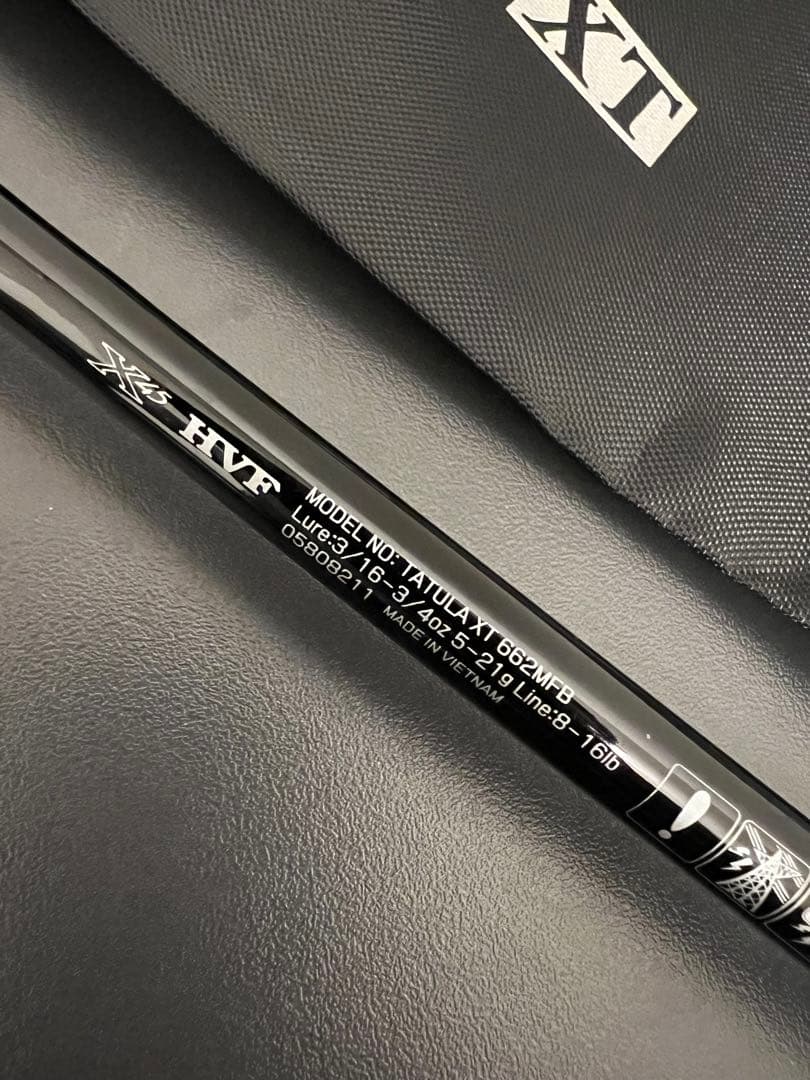 XT
X45 HVF
MODEL NO: TATULA XT 662MFB
Lure:3/16-3/4oz 5-21g Line:8-16lb
05808211 MADE IN VIETNAM